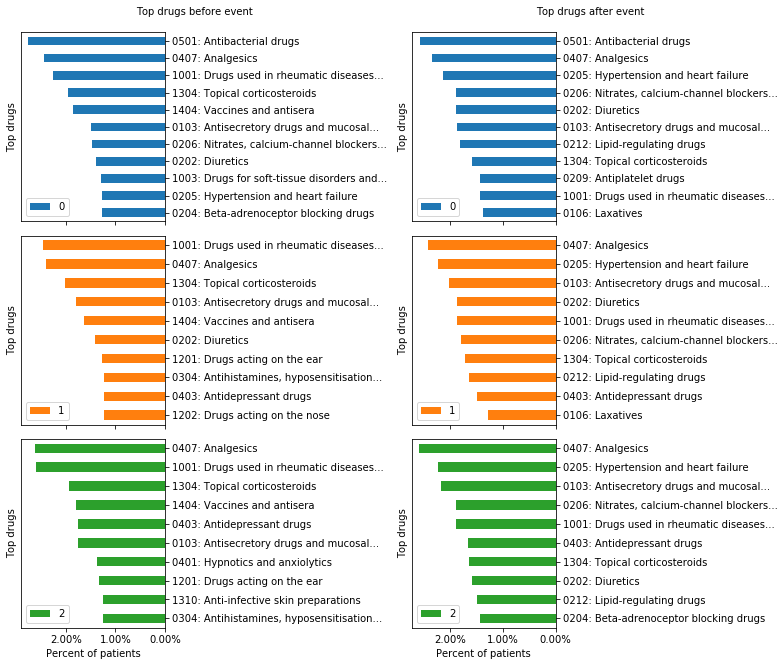 Top drugs before event
Top drugs
0501: Antibacterial drugs
0407: Analgesics
1001: Drugs used in rheumatic diseases...
1304: Topical corticosteroids
1404: Vaccines and antisera
0103: Antisecretory drugs and mucosal...
0206: Nitrates, calcium-channel blockers...
0202: Diuretics
1003: Drugs for soft-tissue disorders and...
0205: Hypertension and heart failure
0204: Beta-adrenoceptor blocking drugs
0
Top drugs
1001: Drugs used in rheumatic diseases...
0407: Analgesics
1304: Topical corticosteroids
0103: Antisecretory drugs and mucosal...
1404: Vaccines and antisera
0202: Diuretics
1201: Drugs acting on the ear
0304: Antihistamines, hyposensitisation...
0403: Antidepressant drugs
1202: Drugs acting on the nose
1
Top drugs
0407: Analgesics
1001: Drugs used in rheumatic diseases...
1304: Topical corticosteroids
1404: Vaccines and antisera
0403: Antidepressant drugs
0103: Antisecretory drugs and mucosal...
0401: Hypnotics and anxiolytics
1201: Drugs acting on the ear
1310: Anti-infective skin preparations
0304: Antihistamines, hyposensitisation...
2
2.00% 1.00% 0.00%
Percent of patients
Top drugs after event
Top drugs
0501: Antibacterial drugs
0407: Analgesics
0205: Hypertension and heart failure
0206: Nitrates, calcium-channel blockers...
0202: Diuretics
0103: Antisecretory drugs and mucosal...
0212: Lipid-regulating drugs
1304: Topical corticosteroids
0209: Antiplatelet drugs
1001: Drugs used in rheumatic diseases...
0106: Laxatives
0
Top drugs
0407: Analgesics
0205: Hypertension and heart failure
0103: Antisecretory drugs and mucosal...
0202: Diuretics
1001: Drugs used in rheumatic diseases...
0206: Nitrates, calcium-channel blockers...
1304: Topical corticosteroids
0212: Lipid-regulating drugs
0403: Antidepressant drugs
0106: Laxatives
1
Top drugs
0407: Analgesics
0205: Hypertension and heart failure
0103: Antisecretory drugs and mucosal...
0206: Nitrates, calcium-channel blockers...
1001: Drugs used in rheumatic diseases...
0403: Antidepressant drugs
1304: Topical corticosteroids
0202: Diuretics
0212: Lipid-regulating drugs
0204: Beta-adrenoceptor blocking drugs
2
2.00% 1.00% 0.00%
Percent of patients